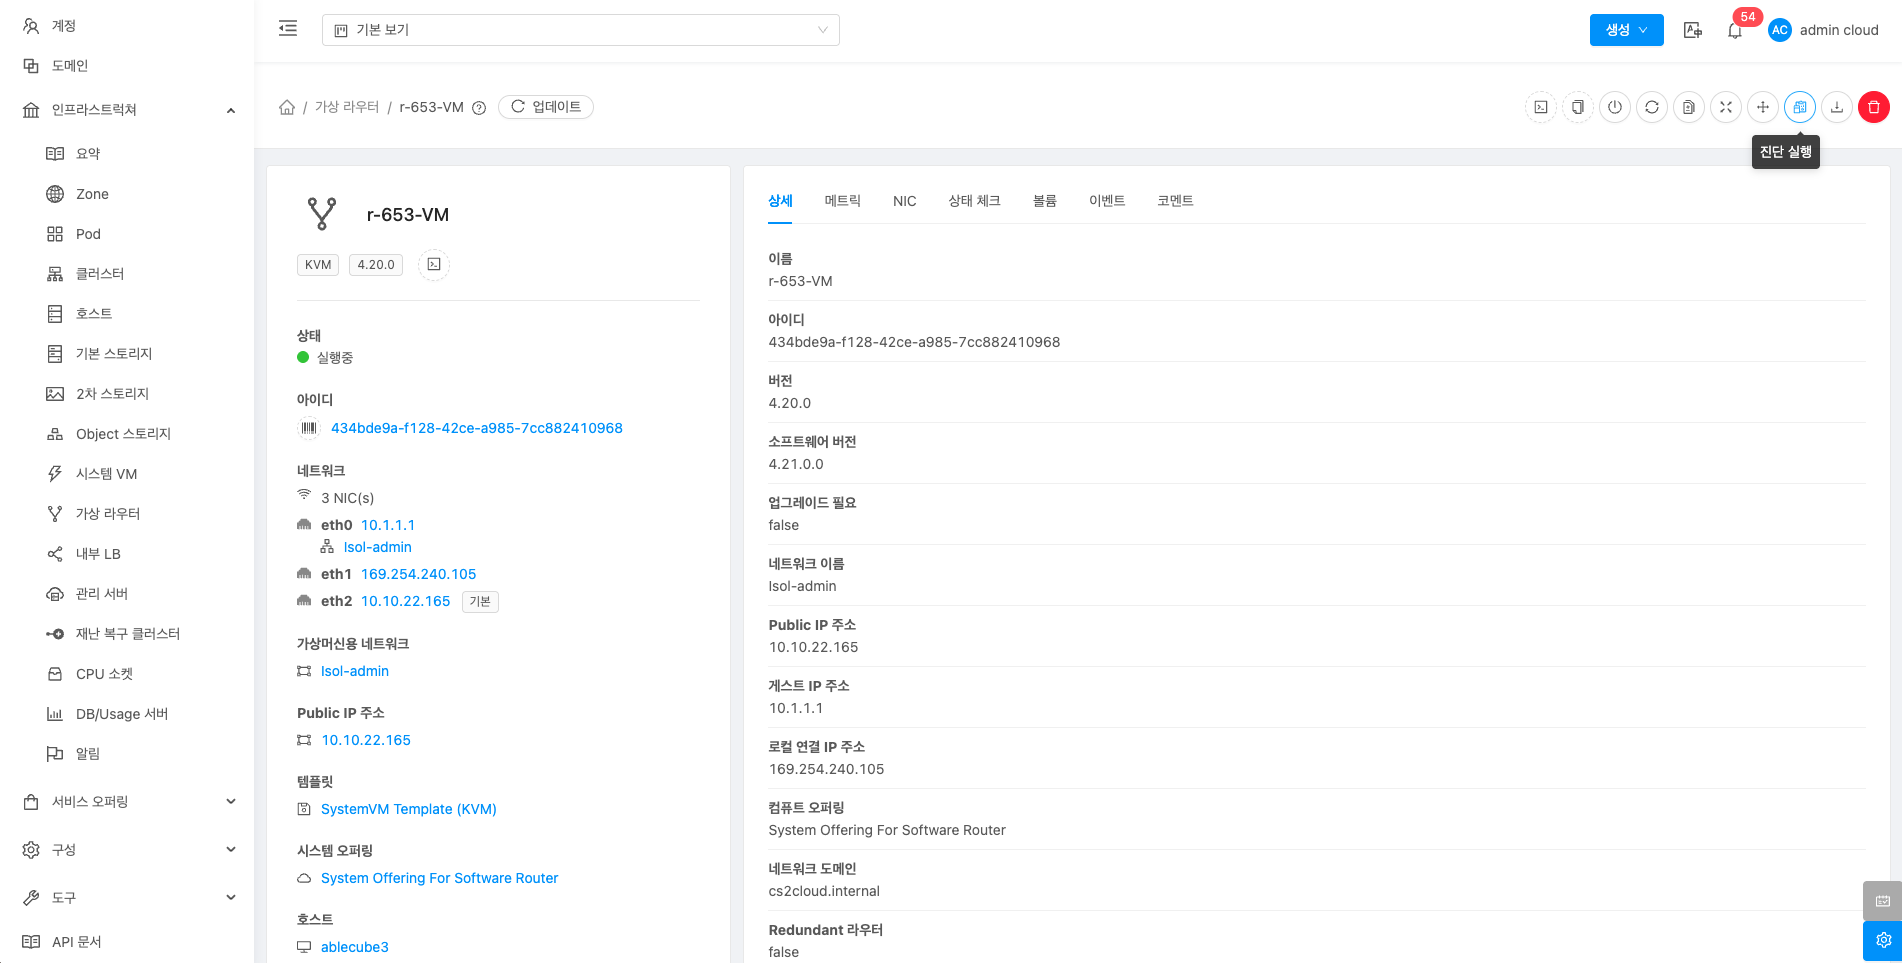 계정
도메인
인프라스트럭쳐
요약
Zone
Pod
클러스터
호스트
기본 스토리지
2차 스토리지
Object 스토리지
시스템 VM
가상 라우터
내부 LB
관리 서버
재난 복구 클러스터
CPU 소켓
DB/Usage 서버
알림
서비스 오퍼링
구성
도구
API 문서
기본 보기
생성
54
AC
admin cloud
/ 가상 라우터 / r-653-VM
업데이트
진단 실행
r-653-VM
KVM 4.20.0
상태
실행중
아이디
434bde9a-f128-42ce-a985-7cc882410968
네트워크
3 NIC(s)
eth0 10.1.1.1
Isol-admin
eth1 169.254.240.105
eth2 10.10.22.165 기본
가상머신용 네트워크
Isol-admin
Public IP 주소
10.10.22.165
템플릿
SystemVM Template (KVM)
시스템 오퍼링
System Offering For Software Router
호스트
ablecube3
상세 메트릭 NIC 상태 체크 볼륨 이벤트 코멘트
이름
r-653-VM
아이디
434bde9a-f128-42ce-a985-7cc882410968
버전
4.20.0
소프트웨어 버전
4.21.0.0
업그레이드 필요
false
네트워크 이름
Isol-admin
Public IP 주소
10.10.22.165
게스트 IP 주소
10.1.1.1
로컬 연결 IP 주소
169.254.240.105
컴퓨트 오퍼링
System Offering For Software Router
네트워크 도메인
cs2cloud.internal
Redundant 라우터
false